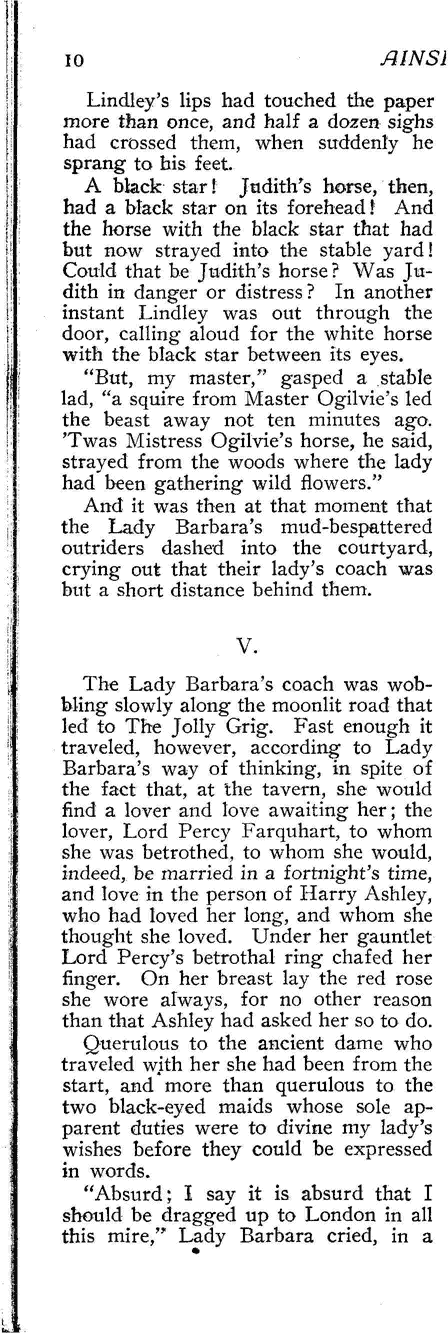 10 AINSL
Lindley's lips had touched the paper
more than once, and half a dozen sighs
had crossed them, when suddenly he
sprang to his feet.
A black star! Judith's horse, then,
had a black star on its forehead! And
the horse with the black star that had
but now strayed into the stable yard!
Could that be Judith's horse? Was Ju-
dith in danger or distress? In another
instant Lindley was out through the
door, calling aloud for the white horse
with the black star between its eyes.
"But, my master," gasped a stable
lad, "a squire from Master Ogilvie's led
the beast away not ten minutes ago.
'Twas Mistress Ogilvie's horse, he said,
strayed from the woods where the lady
had been gathering wild flowers."
And it was then at that moment that
the Lady Barbara's mud-bespattered
outriders dashed into the courtyard,
crying out that their lady's coach was
but a short distance behind them.
V.
The Lady Barbara's coach was wob-
bling slowly along the moonlit road that
led to The Jolly Grig. Fast enough it
traveled, however, according to Lady
Barbara's way of thinking, in spite of
the fact that, at the tavern, she would
find a lover and love awaiting her; the
lover, Lord Percy Farquhart, to whom
she was betrothed, to whom she would,
indeed, be married in a fortnight's time,
and love in the person of Harry Ashley,
who had loved her long, and whom she
thought she loved. Under her gauntlet
Lord Percy's betrothal ring chafed her
finger. On her breast lay the red rose
she wore always, for no other reason
than that Ashley had asked her so to do.
Querulous to the ancient dame who
traveled with her she had been from the
start, and more than querulous to the
two black-eyed maids whose sole ap-
parent duties were to divine my lady's
wishes before they could be expressed
in words.
"Absurd; I say it is absurd that I
should be dragged up to London in all
this mire," Lady Barbara cried, in a